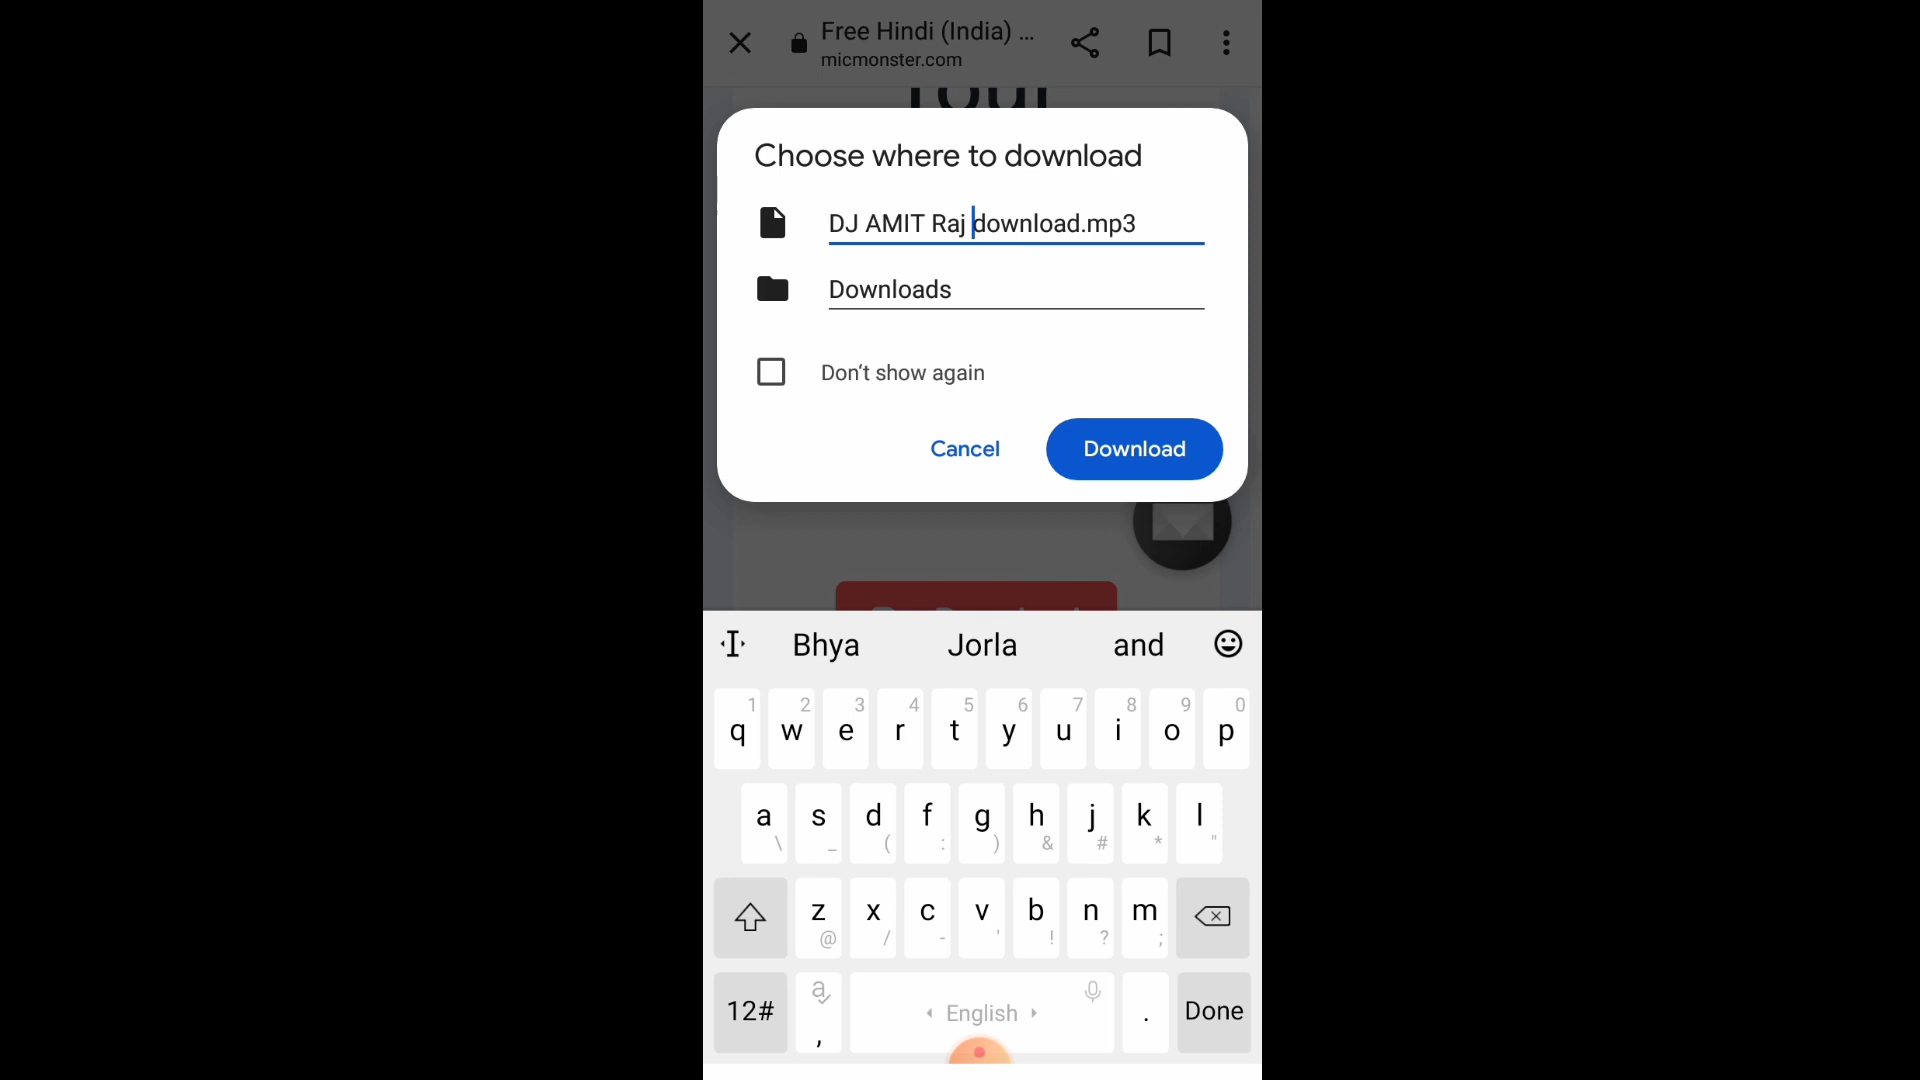 Free Hindi (India) ...
micmonster.com
Choose where to download
DJ AMIT Raj download.mp3
Downloads
Don't show again
Cancel Download
Bhya Jorla and
1 2 3 4 5 6 7 8 9 0
q w e r t y u i o p
a s d f g h j k l
\ _ ( : ) & # * "
z x c v b n m
@ / - ' ! ? ;
12# , English . Done